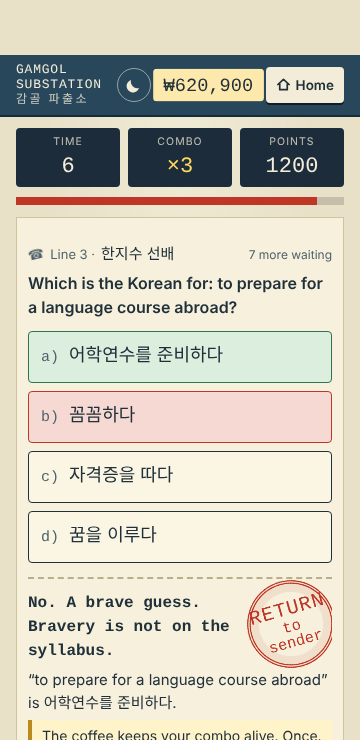 GAMGOL
SUBSTATION
감골 파출소
₩620,900
Home
TIME
6
COMBO
×3
POINTS
1200
☎ Line 3 · 한지수 선배
7 more waiting
Which is the Korean for: to prepare for
a language course abroad?
a) 어학연수를 준비하다
b) 꼼꼼하다
c) 자격증을 따다
d) 꿈을 이루다
No. A brave guess.
Bravery is not on the
syllabus.
RETURN
to
sender
“to prepare for a language course abroad”
is 어학연수를 준비하다.
The coffee keeps your combo alive. Once.